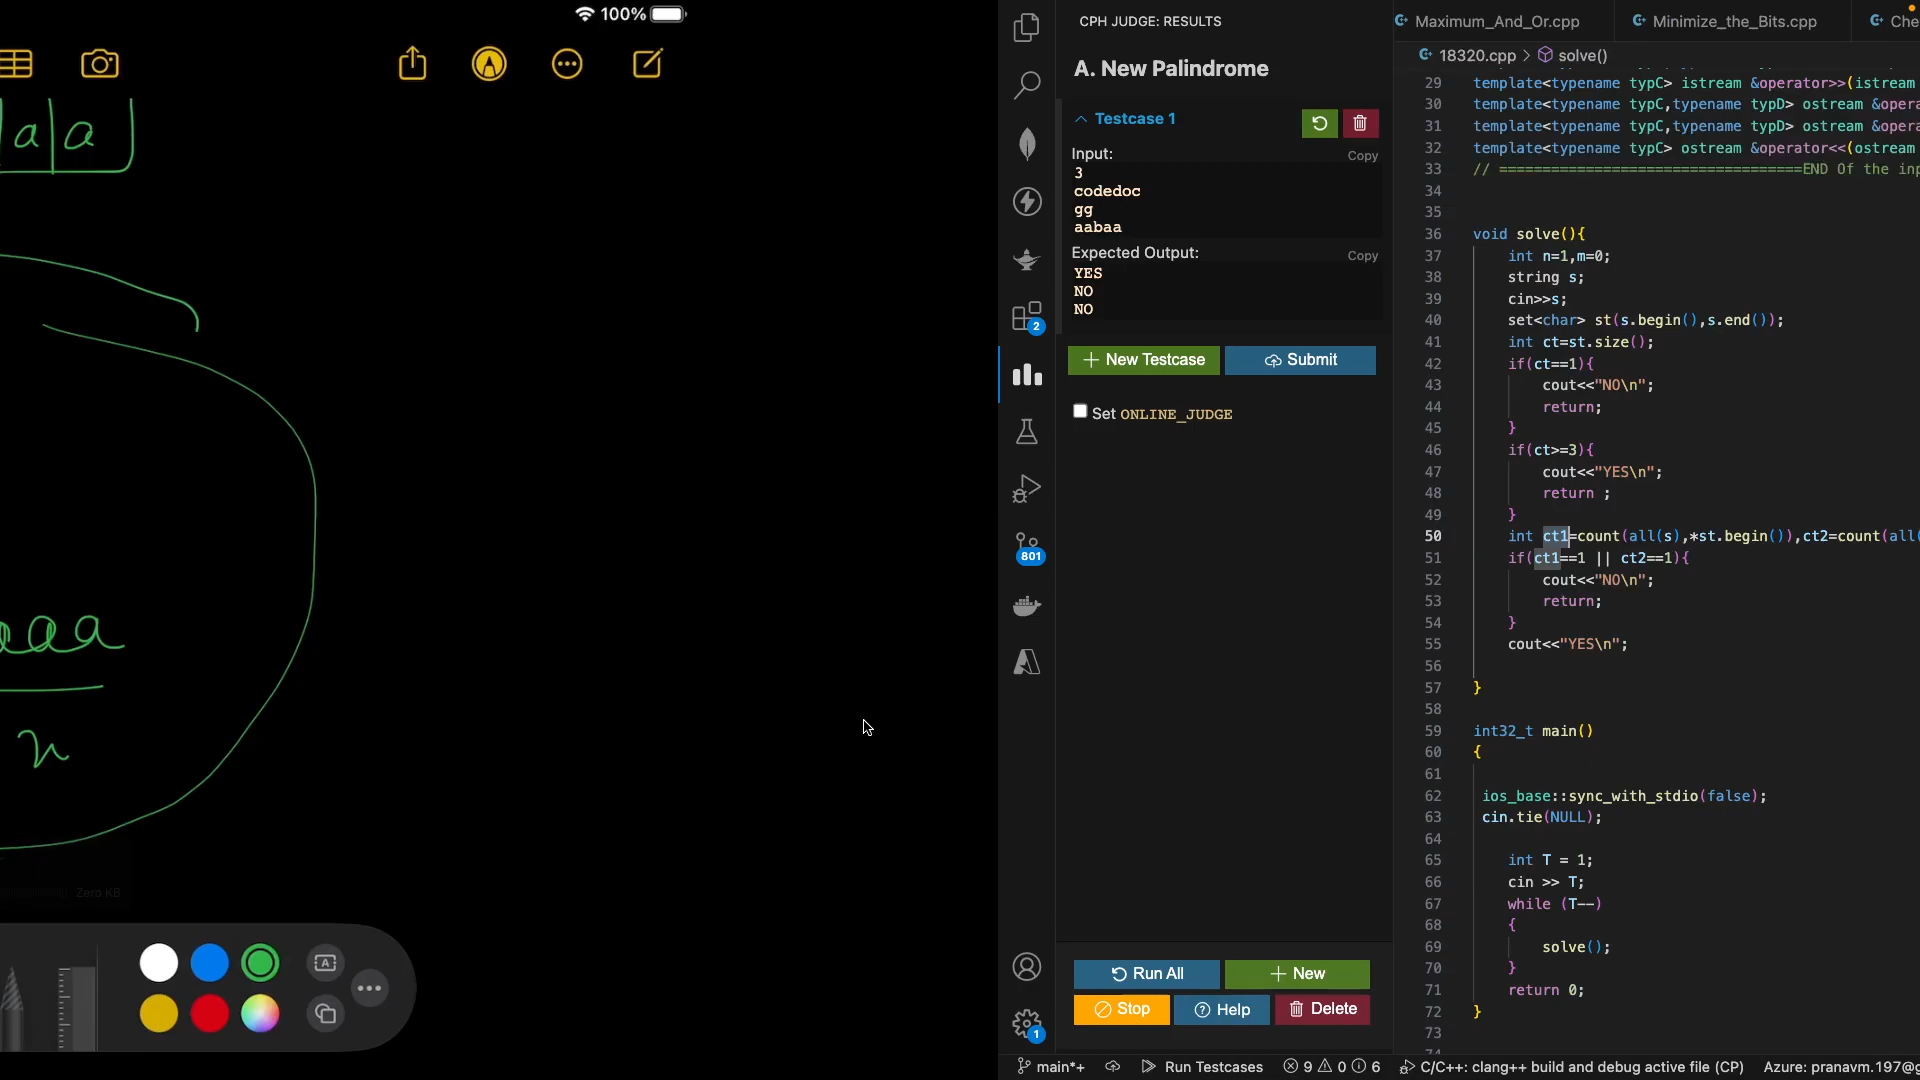 100%
a a
aaa
n
Zero KB
CPH JUDGE: RESULTS
A. New Palindrome
Testcase 1
Input:
Copy
3
codedoc
gg
aabaa
Expected Output:
Copy
YES
NO
NO
New Testcase
Submit
Set ONLINE_JUDGE
2
801
1
Run All
New
Stop
Help
Delete
Maximum_And_Or.cpp
Minimize_the_Bits.cpp
Che
18320.cpp > solve()
29 template<typename typC> istream &operator>>(istream
30 template<typename typC,typename typD> ostream &opera
31 template<typename typC,typename typD> ostream &opera
32 template<typename typC> ostream &operator<<(ostream
33 // ===================================END Of the inp
34
35
36 void solve(){
37 int n=1,m=0;
38 string s;
39 cin>>s;
40 set<char> st(s.begin(),s.end());
41 int ct=st.size();
42 if(ct==1){
43 cout<<"NO\n";
44 return;
45 }
46 if(ct>=3){
47 cout<<"YES\n";
48 return ;
49 }
50 int ct1=count(all(s),*st.begin()),ct2=count(all(
51 if(ct1==1 || ct2==1){
52 cout<<"NO\n";
53 return;
54 }
55 cout<<"YES\n";
56
57 }
58
59 int32_t main()
60 {
61
62 ios_base::sync_with_stdio(false);
63 cin.tie(NULL);
64
65 int T = 1;
66 cin >> T;
67 while (T--)
68 {
69 solve();
70 }
71 return 0;
72 }
73
74
main*+
Run Testcases
9 0 6
C/C++: clang++ build and debug active file (CP)
Azure: pranavm.197@g